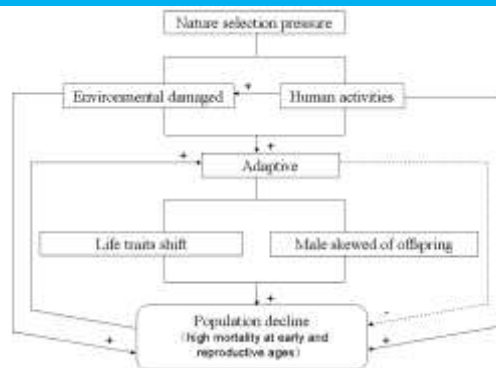 Nature selection pressure
+
Environmental damaged
Human activities
+
+
Adaptive
Life traits shift
Male skewed of offspring
+
Population decline
(high mortality at early and
reproductive ages)
-
+
+